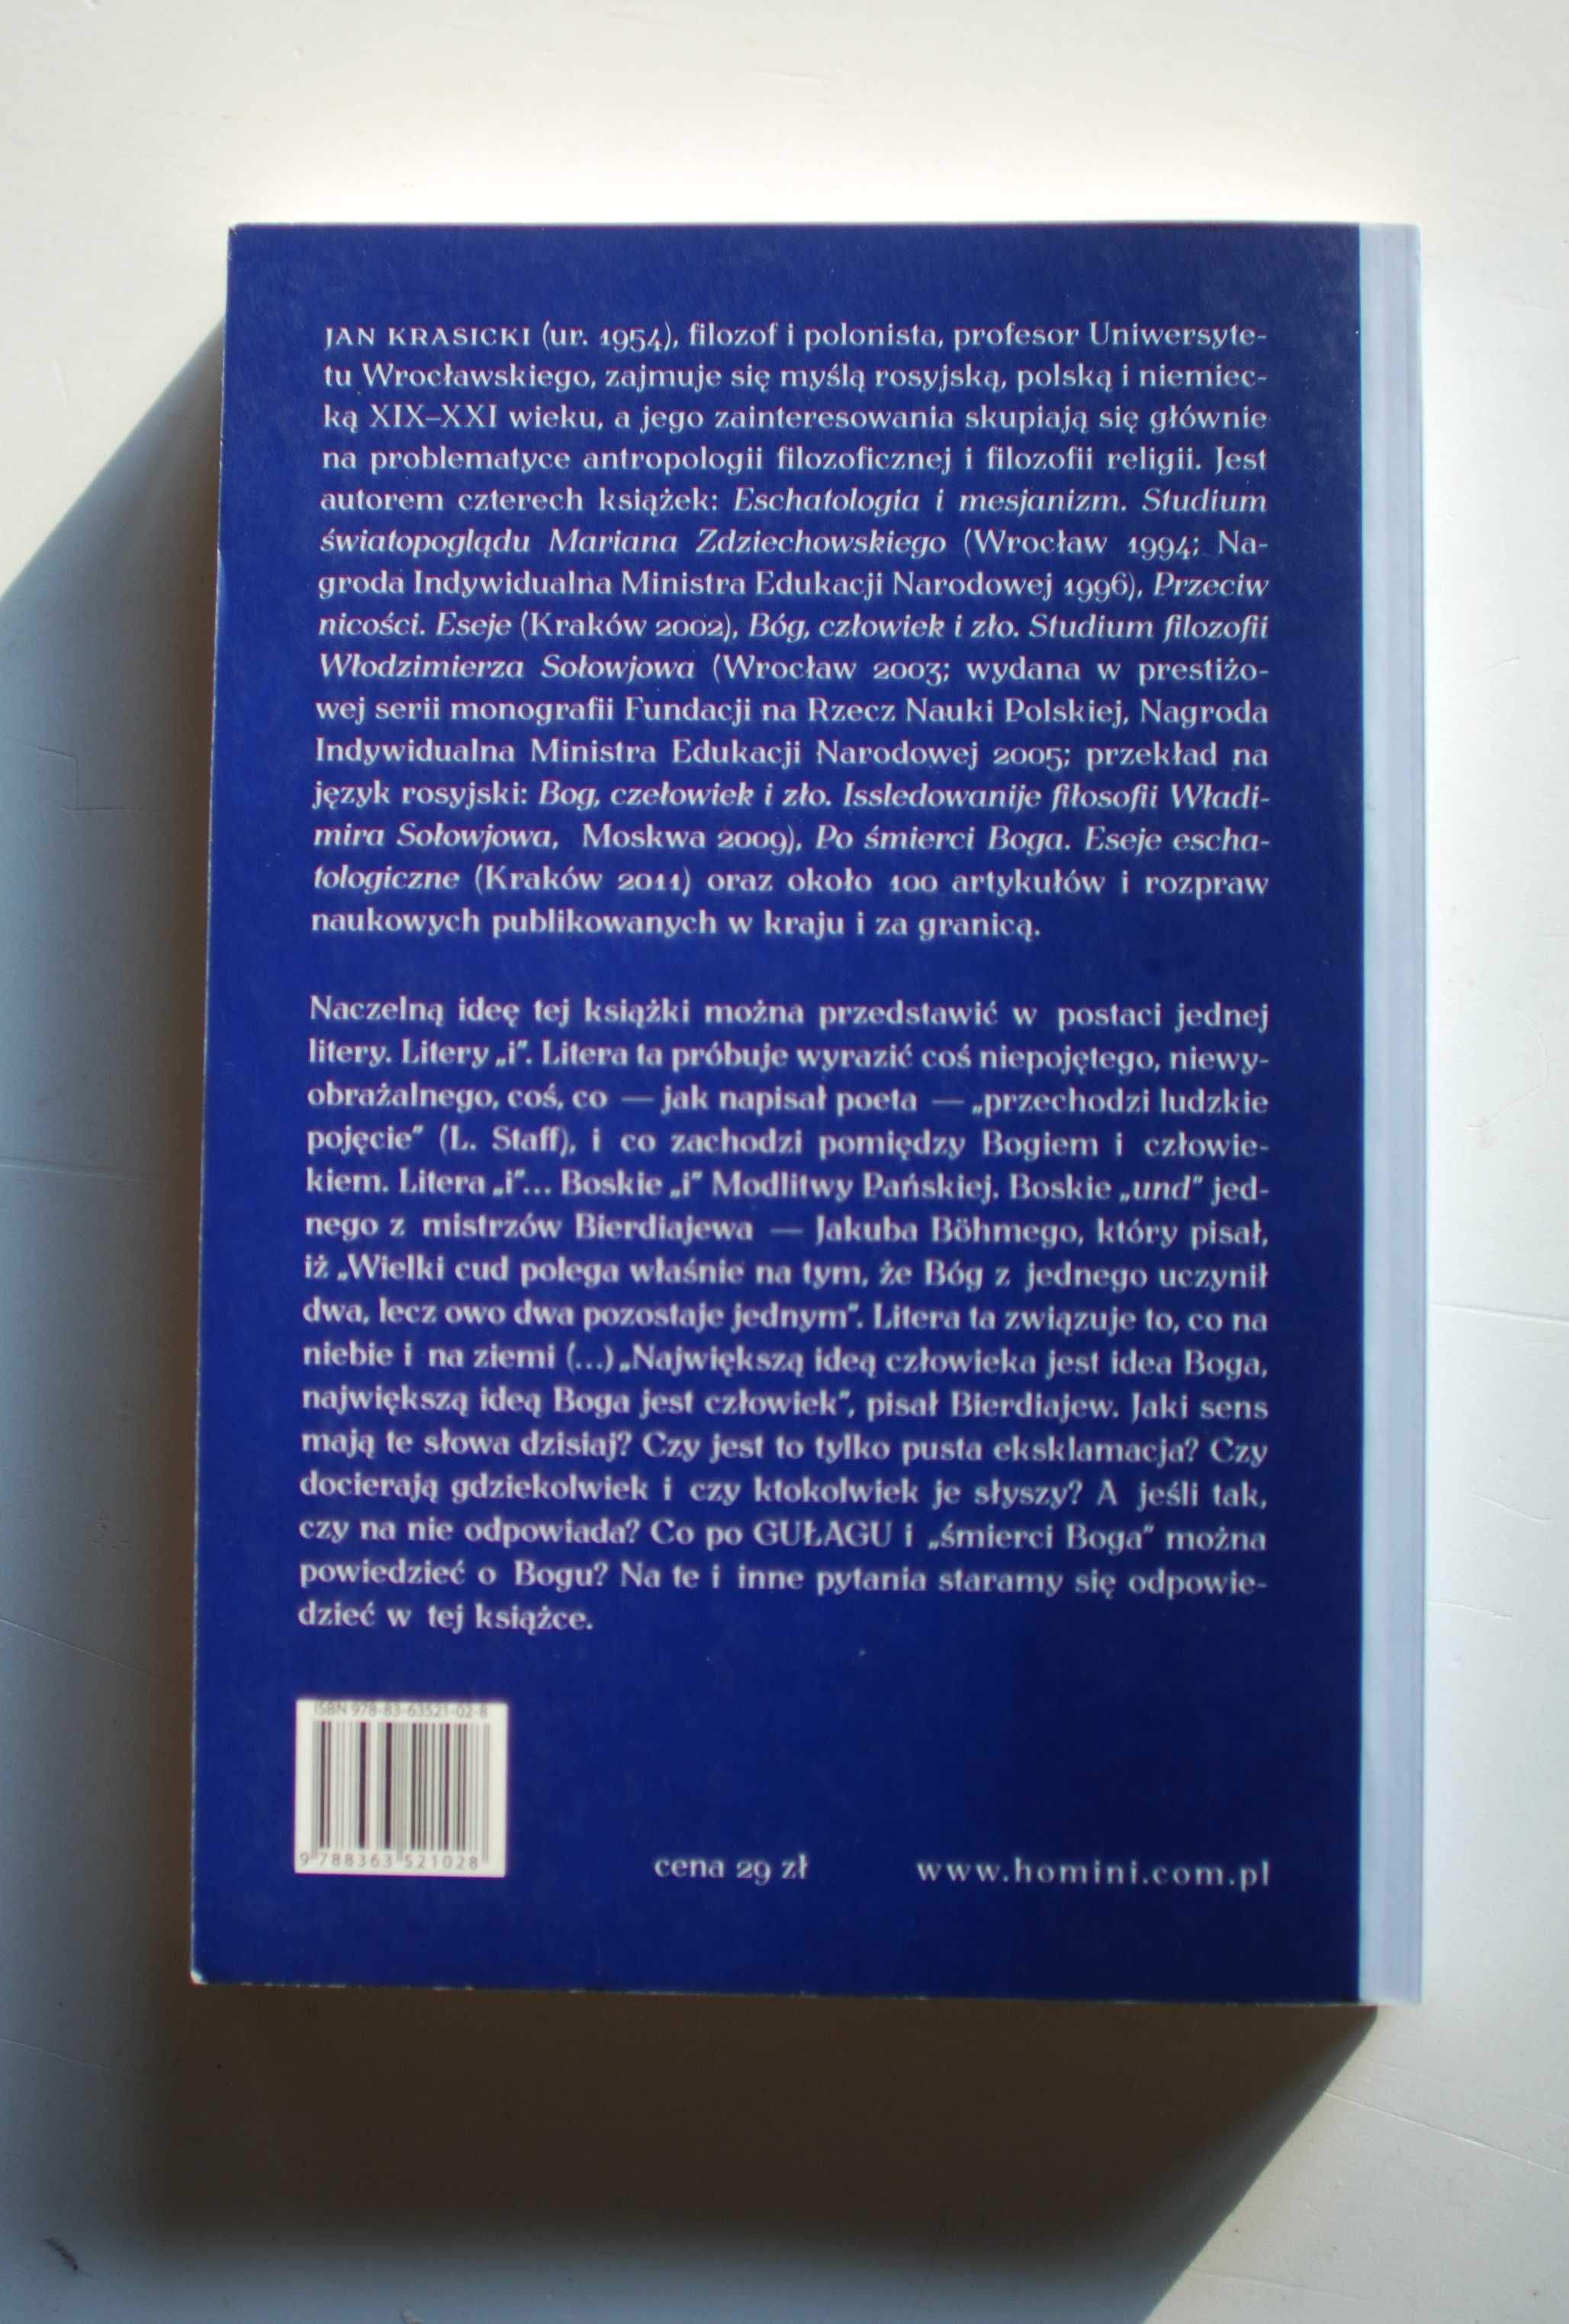 JAN KRASICKI (ur. 1954), filozof i polonista, profesor Uniwersyte-
tu Wrocławskiego, zajmuje się myślą rosyjską, polską i niemiec-
ką XIX–XXI wieku, a jego zainteresowania skupiają się głównie
na problematyce antropologii filozoficznej i filozofii religii. Jest
autorem czterech książek: Eschatologia i mesjanizm. Studium
światopoglądu Mariana Zdziechowskiego (Wrocław 1994; Na-
groda Indywidualna Ministra Edukacji Narodowej 1996), Przeciw
nicości. Eseje (Kraków 2002), Bóg, człowiek i zło. Studium filozofii
Włodzimierza Sołowjowa (Wrocław 2003; wydana w prestiżo-
wej serii monografii Fundacji na Rzecz Nauki Polskiej, Nagroda
Indywidualna Ministra Edukacji Narodowej 2005; przekład na
język rosyjski: Bog, czełowiek i zło. Issledowanije fiłosofii Władi-
mira Sołowjowa, Moskwa 2009), Po śmierci Boga. Eseje escha-
tologiczne (Kraków 2011) oraz około 100 artykułów i rozpraw
naukowych publikowanych w kraju i za granicą.
Naczelną ideę tej książki można przedstawić w postaci jednej
litery. Litery „i”. Litera ta próbuje wyrazić coś niepojętego, niewy-
obrażalnego, coś, co — jak napisał poeta — „przechodzi ludzkie
pojęcie” (L. Staff), i co zachodzi pomiędzy Bogiem i człowie-
kiem. Litera „i”... Boskie „i” Modlitwy Pańskiej. Boskie „und” jed-
nego z mistrzów Bierdiajewa — Jakuba Böhmego, który pisał,
iż „Wielki cud polega właśnie na tym, że Bóg z jednego uczynił
dwa, lecz owo dwa pozostaje jednym”. Litera ta związuje to, co na
niebie i na ziemi (...) „Największą ideą człowieka jest idea Boga,
największą ideą Boga jest człowiek”, pisał Bierdiajew. Jaki sens
mają te słowa dzisiaj? Czy jest to tylko pusta eksklamacja? Czy
docierają gdziekolwiek i czy ktokolwiek je słyszy? A jeśli tak,
czy na nie odpowiada? Co po GUŁAGU i „śmierci Boga” można
powiedzieć o Bogu? Na te i inne pytania staramy się odpowie-
dzieć w tej książce.
ISBN 978-83-63521-02-8
9 788363 521028
cena 29 zł
www.homini.com.pl